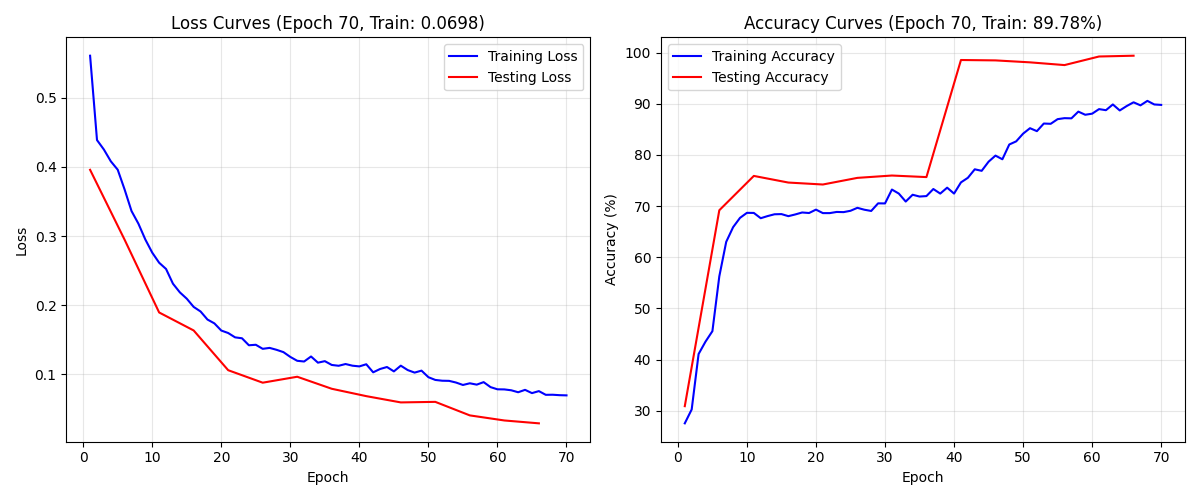 Loss Curves (Epoch 70, Train: 0.0698)
Training Loss
Testing Loss
0.5
0.4
0.3
0.2
0.1
Loss
0 10 20 30 40 50 60 70
Epoch
Accuracy Curves (Epoch 70, Train: 89.78%)
Training Accuracy
Testing Accuracy
100
90
80
70
60
50
40
30
Accuracy (%)
0 10 20 30 40 50 60 70
Epoch